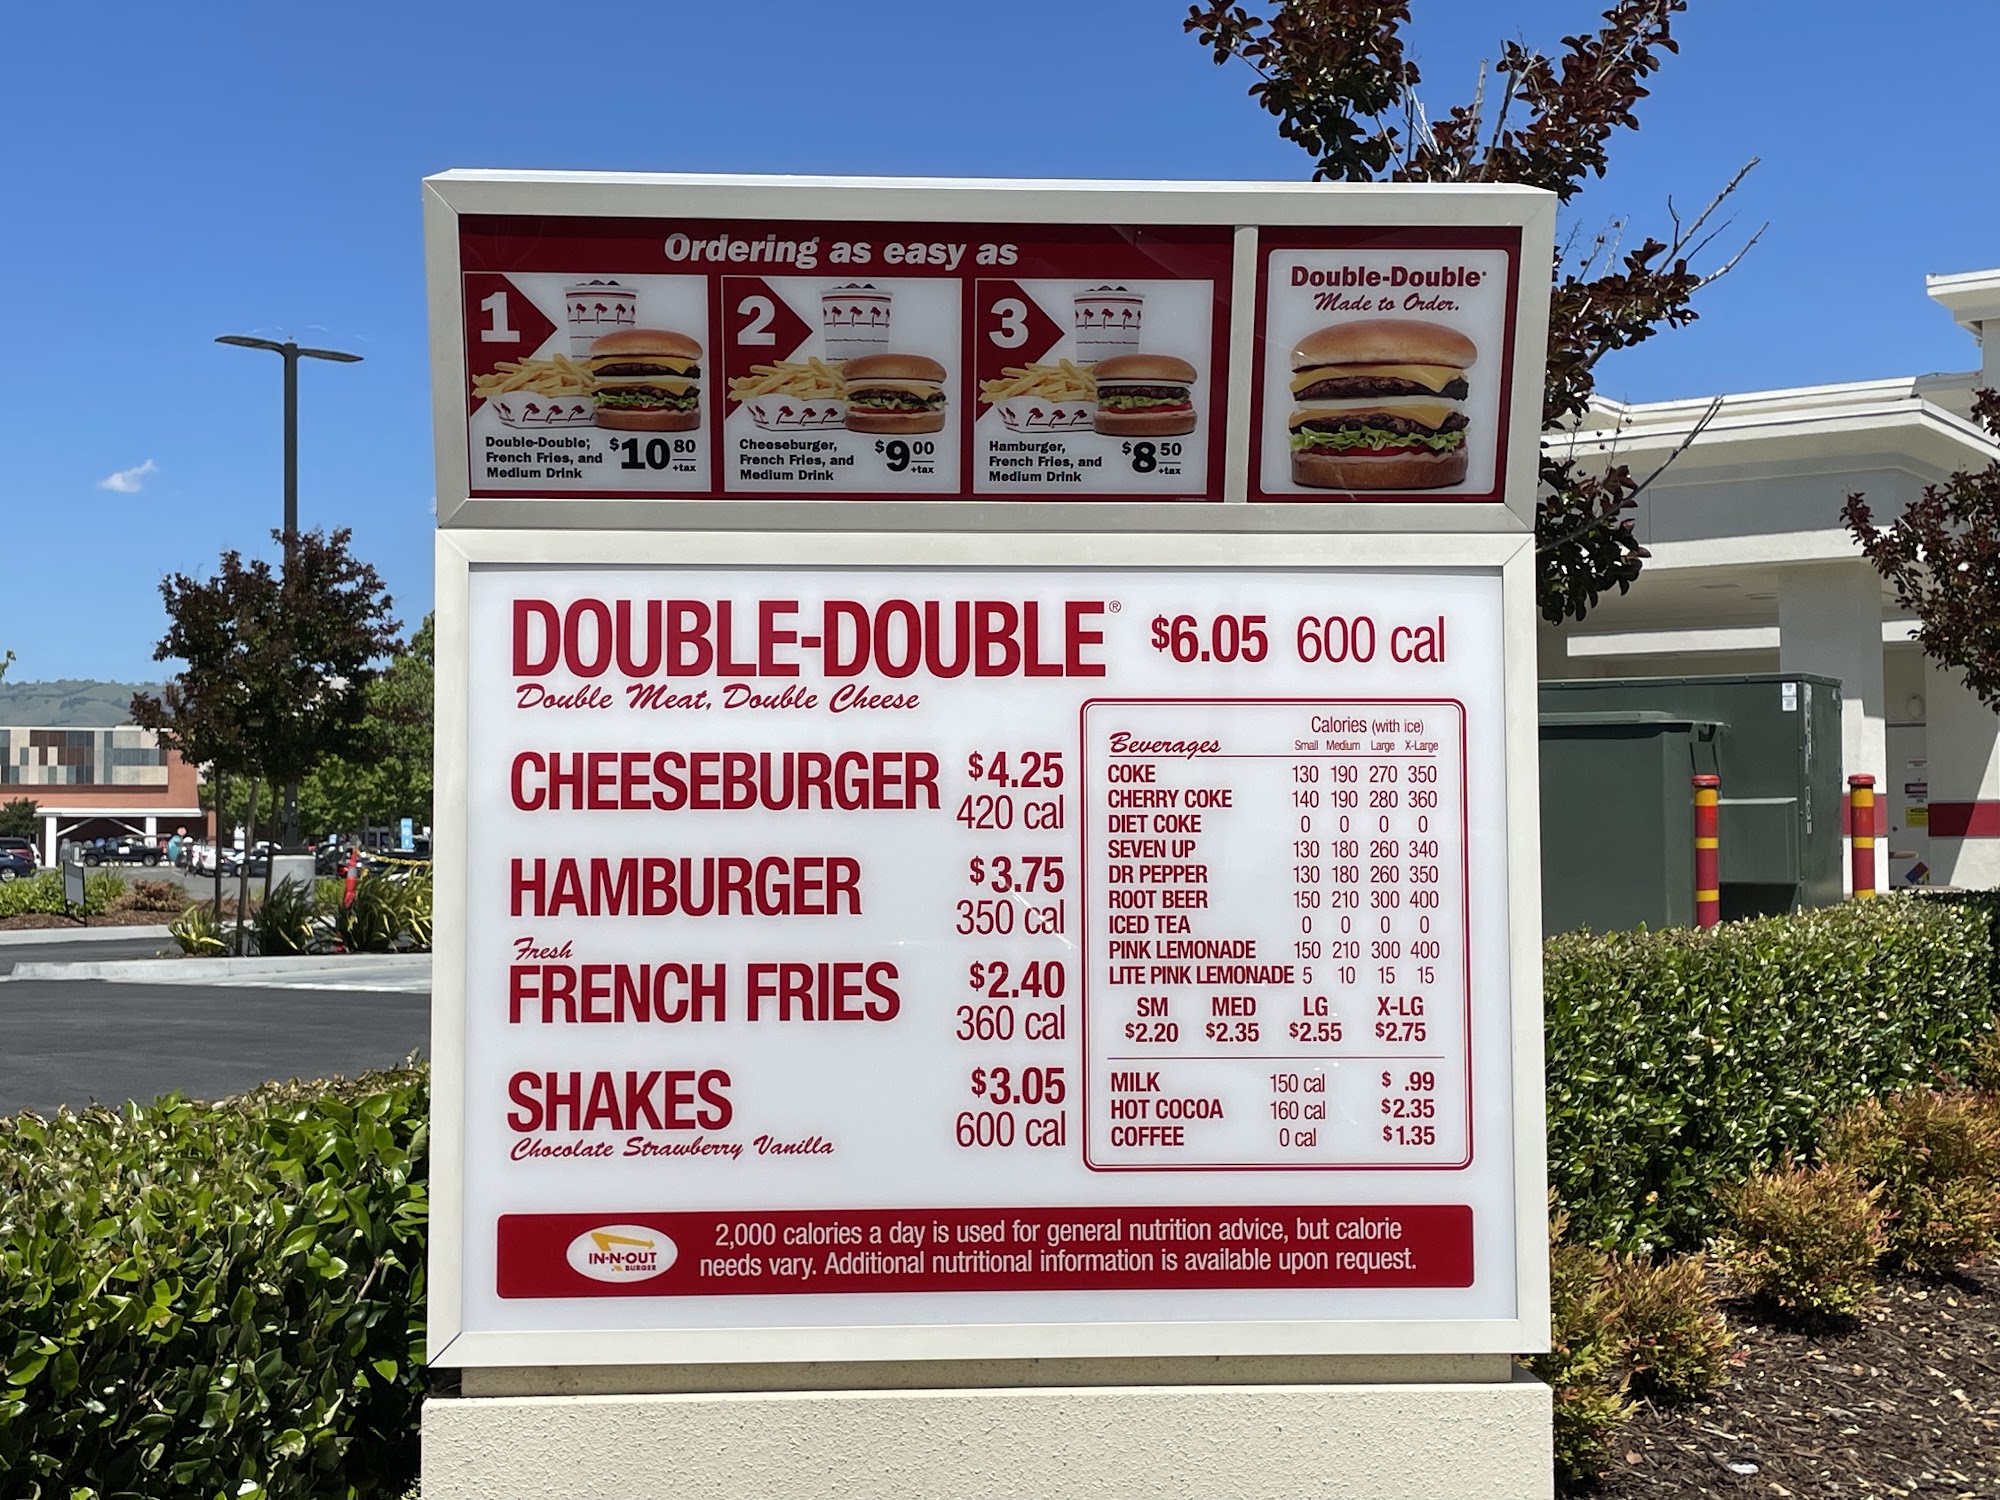 Ordering as easy as
1
Double-Double,
French Fries, and
Medium Drink
$10 80
+tax
2
Cheeseburger,
French Fries, and
Medium Drink
$9 00
+tax
3
Hamburger,
French Fries, and
Medium Drink
$8 50
+tax
Double-Double®
Made to Order.
DOUBLE-DOUBLE® $6.05 600 cal
Double Meat, Double Cheese
CHEESEBURGER $4.25
420 cal
HAMBURGER $3.75
350 cal
Fresh
FRENCH FRIES $2.40
360 cal
SHAKES $3.05
600 cal
Chocolate Strawberry Vanilla
Calories (with ice)
Beverages Small Medium Large X-Large
COKE 130 190 270 350
CHERRY COKE 140 190 280 360
DIET COKE 0 0 0 0
SEVEN UP 130 180 260 340
DR PEPPER 130 180 260 350
ROOT BEER 150 210 300 400
ICED TEA 0 0 0 0
PINK LEMONADE 150 210 300 400
LITE PINK LEMONADE 5 10 15 15
SM MED LG X-LG
$2.20 $2.35 $2.55 $2.75
MILK 150 cal $ .99
HOT COCOA 160 cal $2.35
COFFEE 0 cal $1.35
IN-N-OUT
BURGER
2,000 calories a day is used for general nutrition advice, but calorie
needs vary. Additional nutritional information is available upon request.